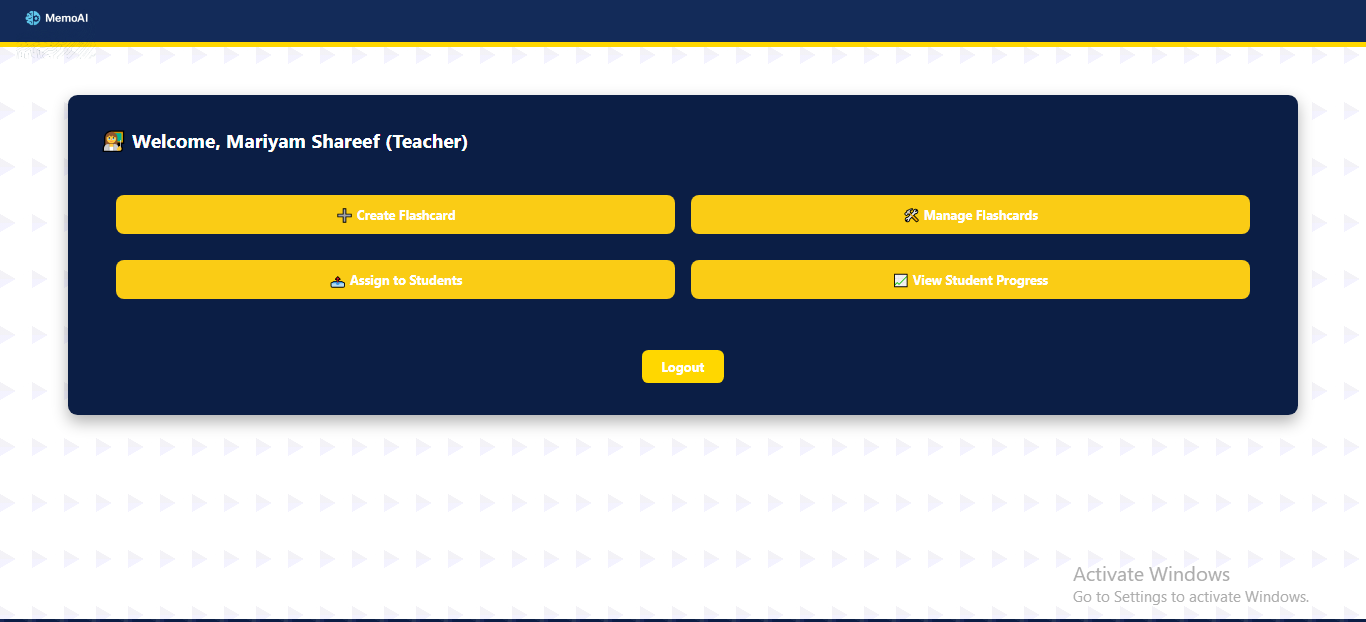 MemoAI
Welcome, Mariyam Shareef (Teacher)
Create Flashcard
Manage Flashcards
Assign to Students
View Student Progress
Logout
Activate Windows
Go to Settings to activate Windows.